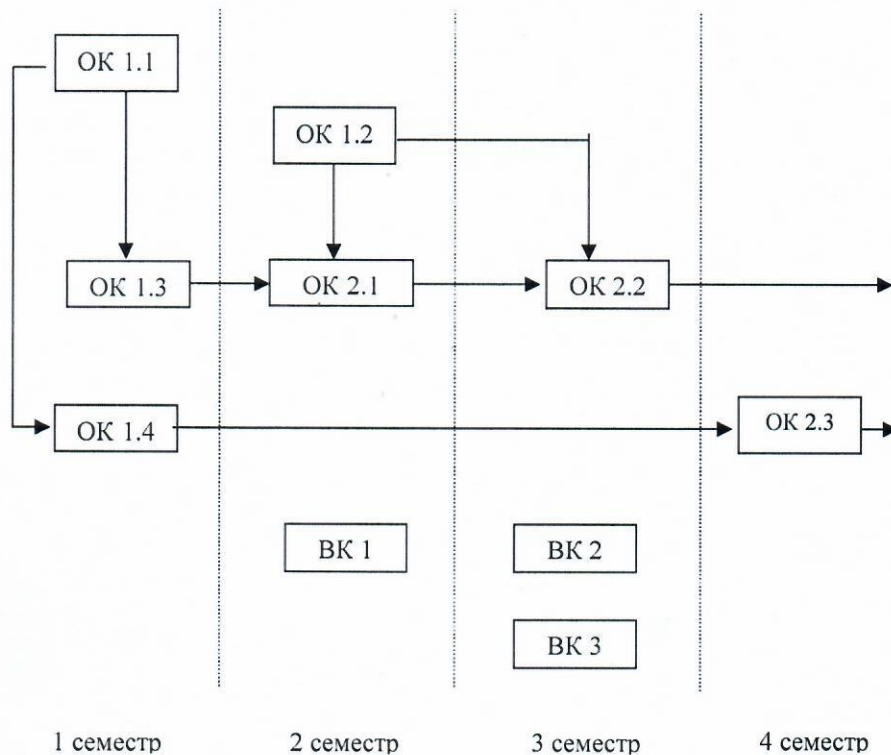 ОК 1.1
ОК 1.2
ОК 1.3
ОК 2.1
ОК 2.2
ОК 1.4
ОК 2.3
ВК 1
ВК 2
ВК 3
1 семестр
2 семестр
3 семестр
4 семестр